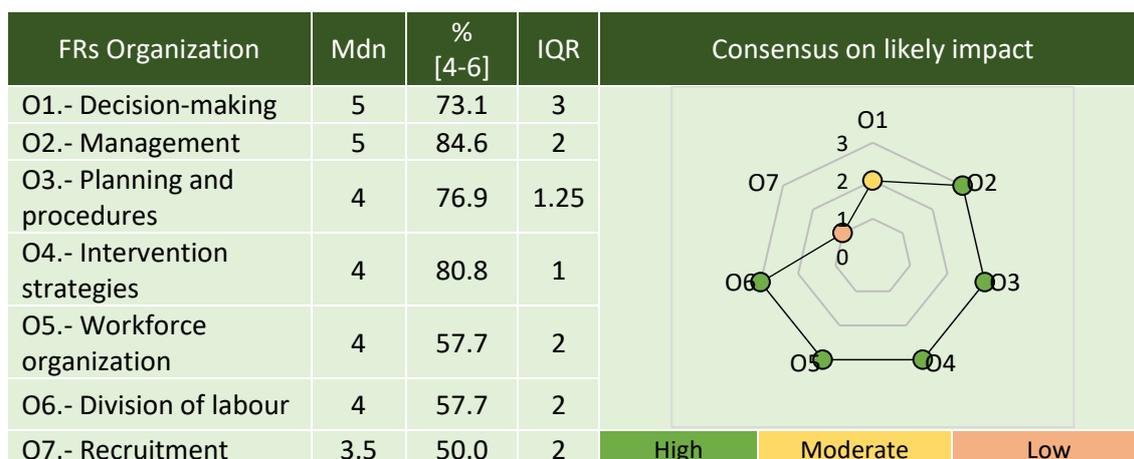 FRs Organization Mdn % [4-6] IQR Consensus on likely impact
O1.- Decision-making 5 73.1 3
O2.- Management 5 84.6 2
O3.- Planning and
procedures 4 76.9 1.25
O4.- Intervention
strategies 4 80.8 1
O5.- Workforce
organization 4 57.7 2
O6.- Division of labour 4 57.7 2
O7.- Recruitment 3.5 50.0 2
O1
3
O7 2 O2
1
0
O6 O3
O5 O4
High Moderate Low